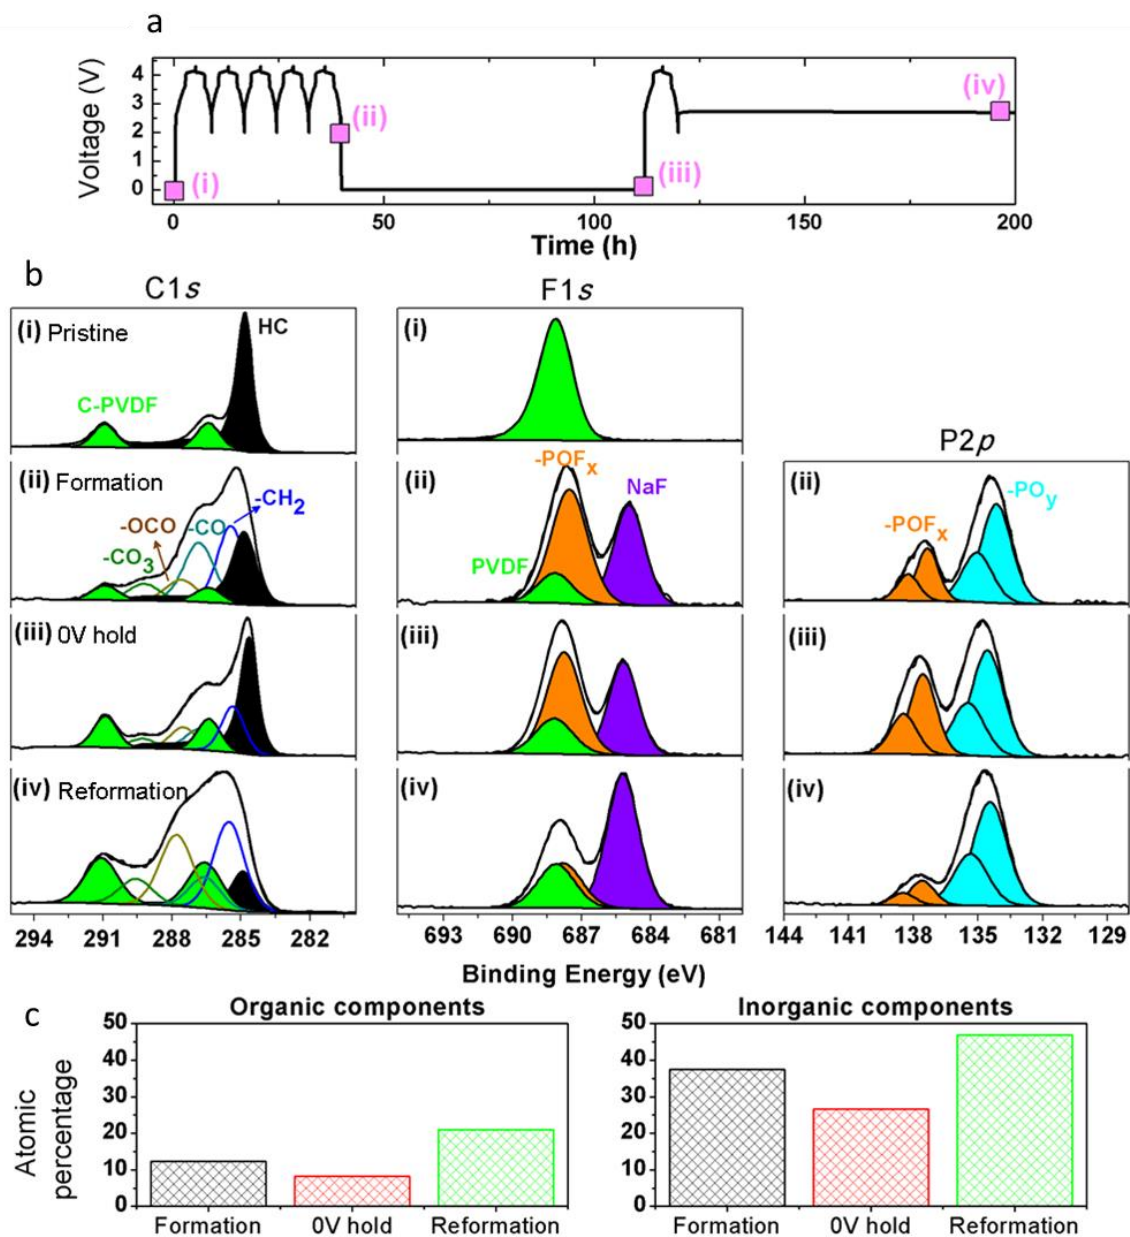 a
Voltage (V)
4
3
2
1
0
(i)
(ii)
(iii)
(iv)
0 50 100 150 200
Time (h)
b
C1s F1s
P2p
(i) Pristine
HC
C-PVDF
(i)
(ii) Formation
-OCO
-CO
-CH2
-CO3
(ii)
-POFx
NaF
PVDF
(ii)
-POFx
-POy
(iii) 0V hold
(iii)
(iii)
(iv) Reformation
(iv)
(iv)
294 291 288 285 282
693 690 687 684 681
144 141 138 135 132 129
Binding Energy (eV)
c
Organic components
Inorganic components
Atomic
percentage
50
40
30
20
10
0
Formation 0V hold Reformation
50
40
30
20
10
0
Formation 0V hold Reformation